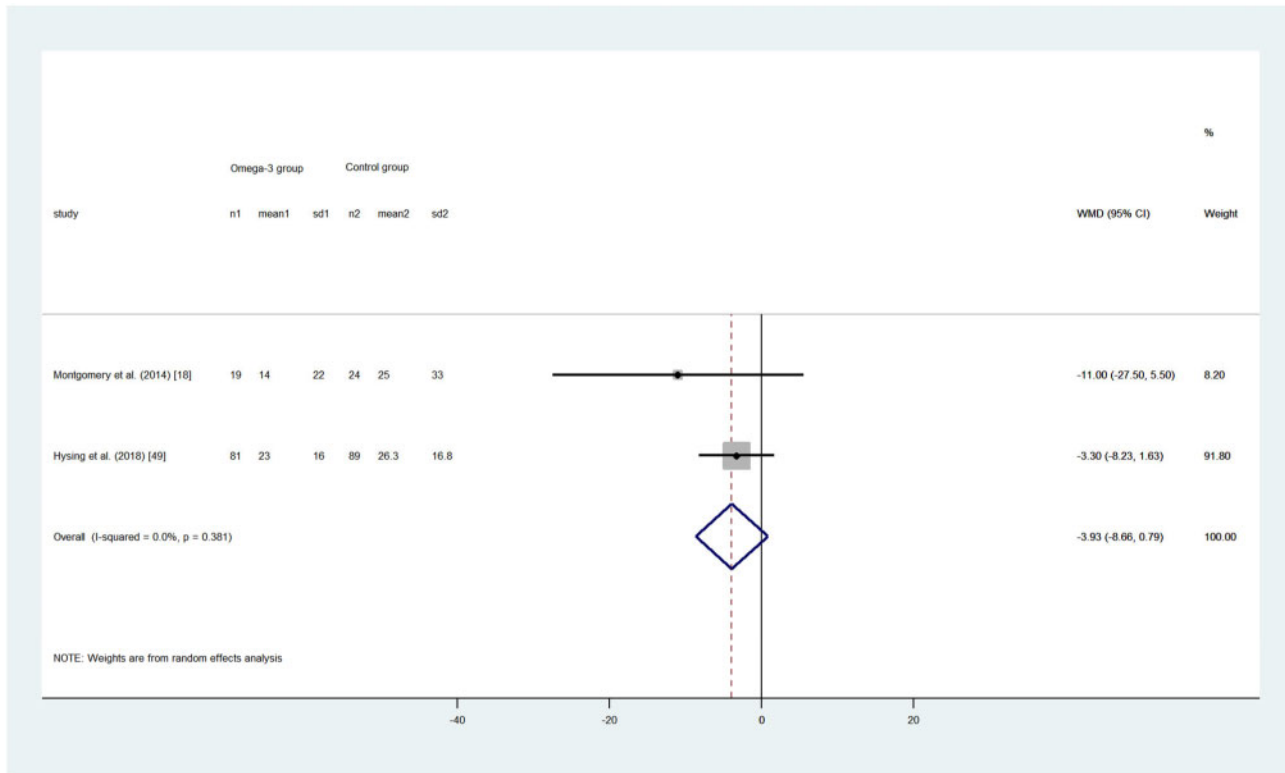 %
Omega-3 group Control group
study n1 mean1 sd1 n2 mean2 sd2 WMD (95% CI) Weight
Montgomery et al. (2014) [18] 19 14 22 24 25 33 -11.00 (-27.50, 5.50) 8.20
Hysing et al. (2018) [49] 81 23 16 89 26.3 16.8 -3.30 (-8.23, 1.63) 91.80
Overall (I-squared = 0.0%, p = 0.381) -3.93 (-8.66, 0.79) 100.00
NOTE: Weights are from random effects analysis
-40 -20 0 20